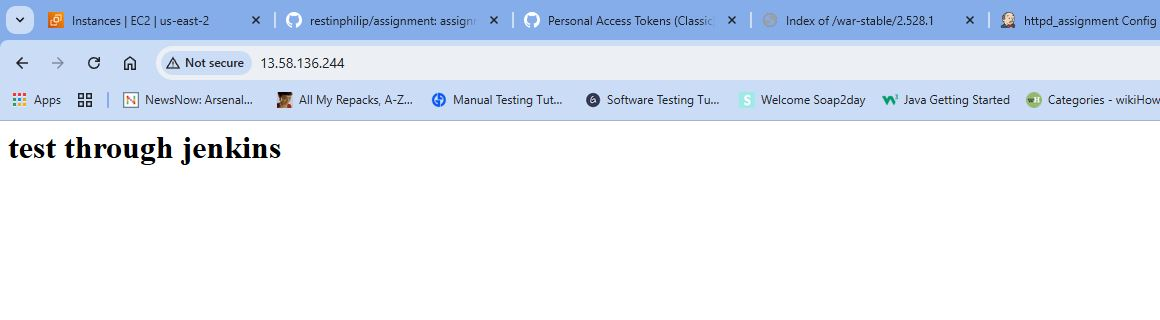 Instances | EC2 | us-east-2
restinphilip/assignment: assignm
Personal Access Tokens (Classic)
Index of /war-stable/2.528.1
httpd_assignment Config
Not secure
13.58.136.244
Apps
N
NewsNow: Arsenal...
All My Repacks, A-Z...
Manual Testing Tut...
Software Testing Tu...
S
Welcome Soap2day
Java Getting Started
Categories - wikiHow
test through jenkins